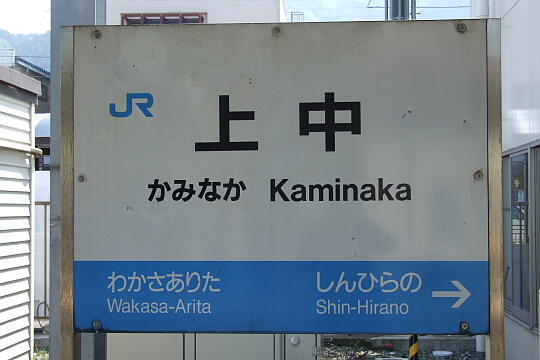 JR
上中
かみなか Kaminaka
わかさありた しんひらの →
Wakasa-Arita Shin-Hirano